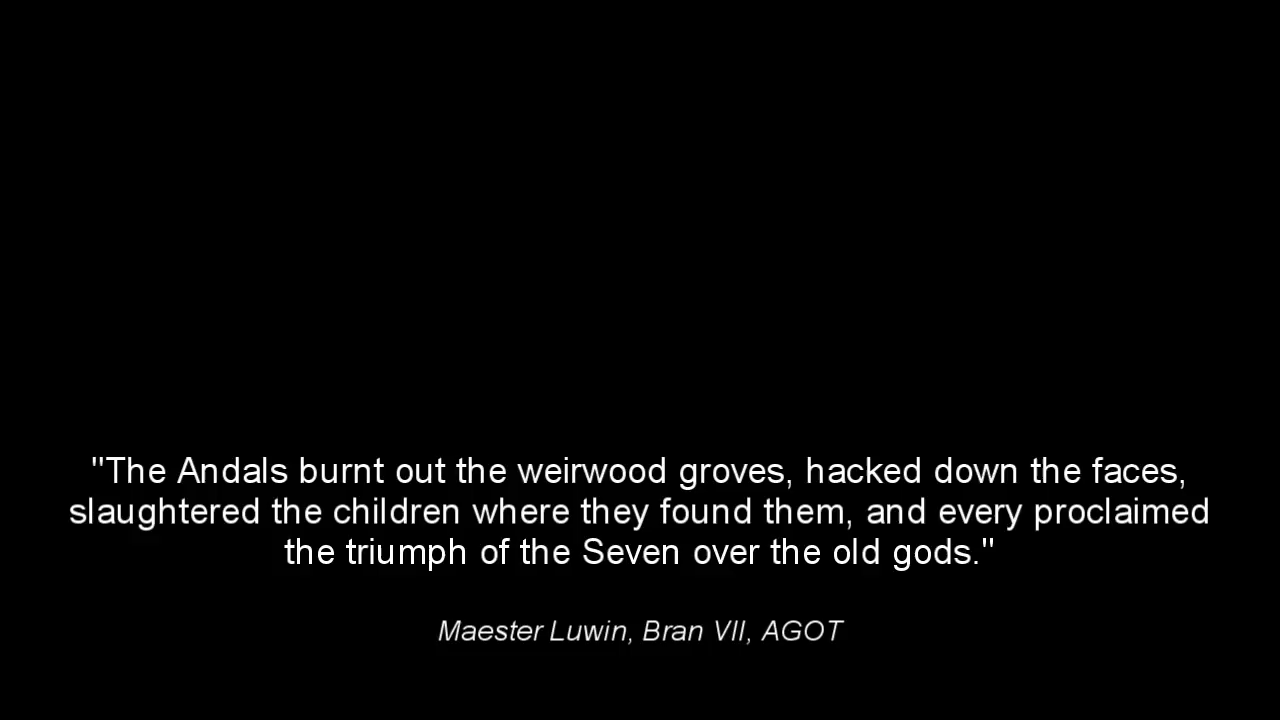 "The Andals burnt out the weirwood groves, hacked down the faces,
slaughtered the children where they found them, and every proclaimed
the triumph of the Seven over the old gods."
Maester Luwin, Bran VII, AGOT